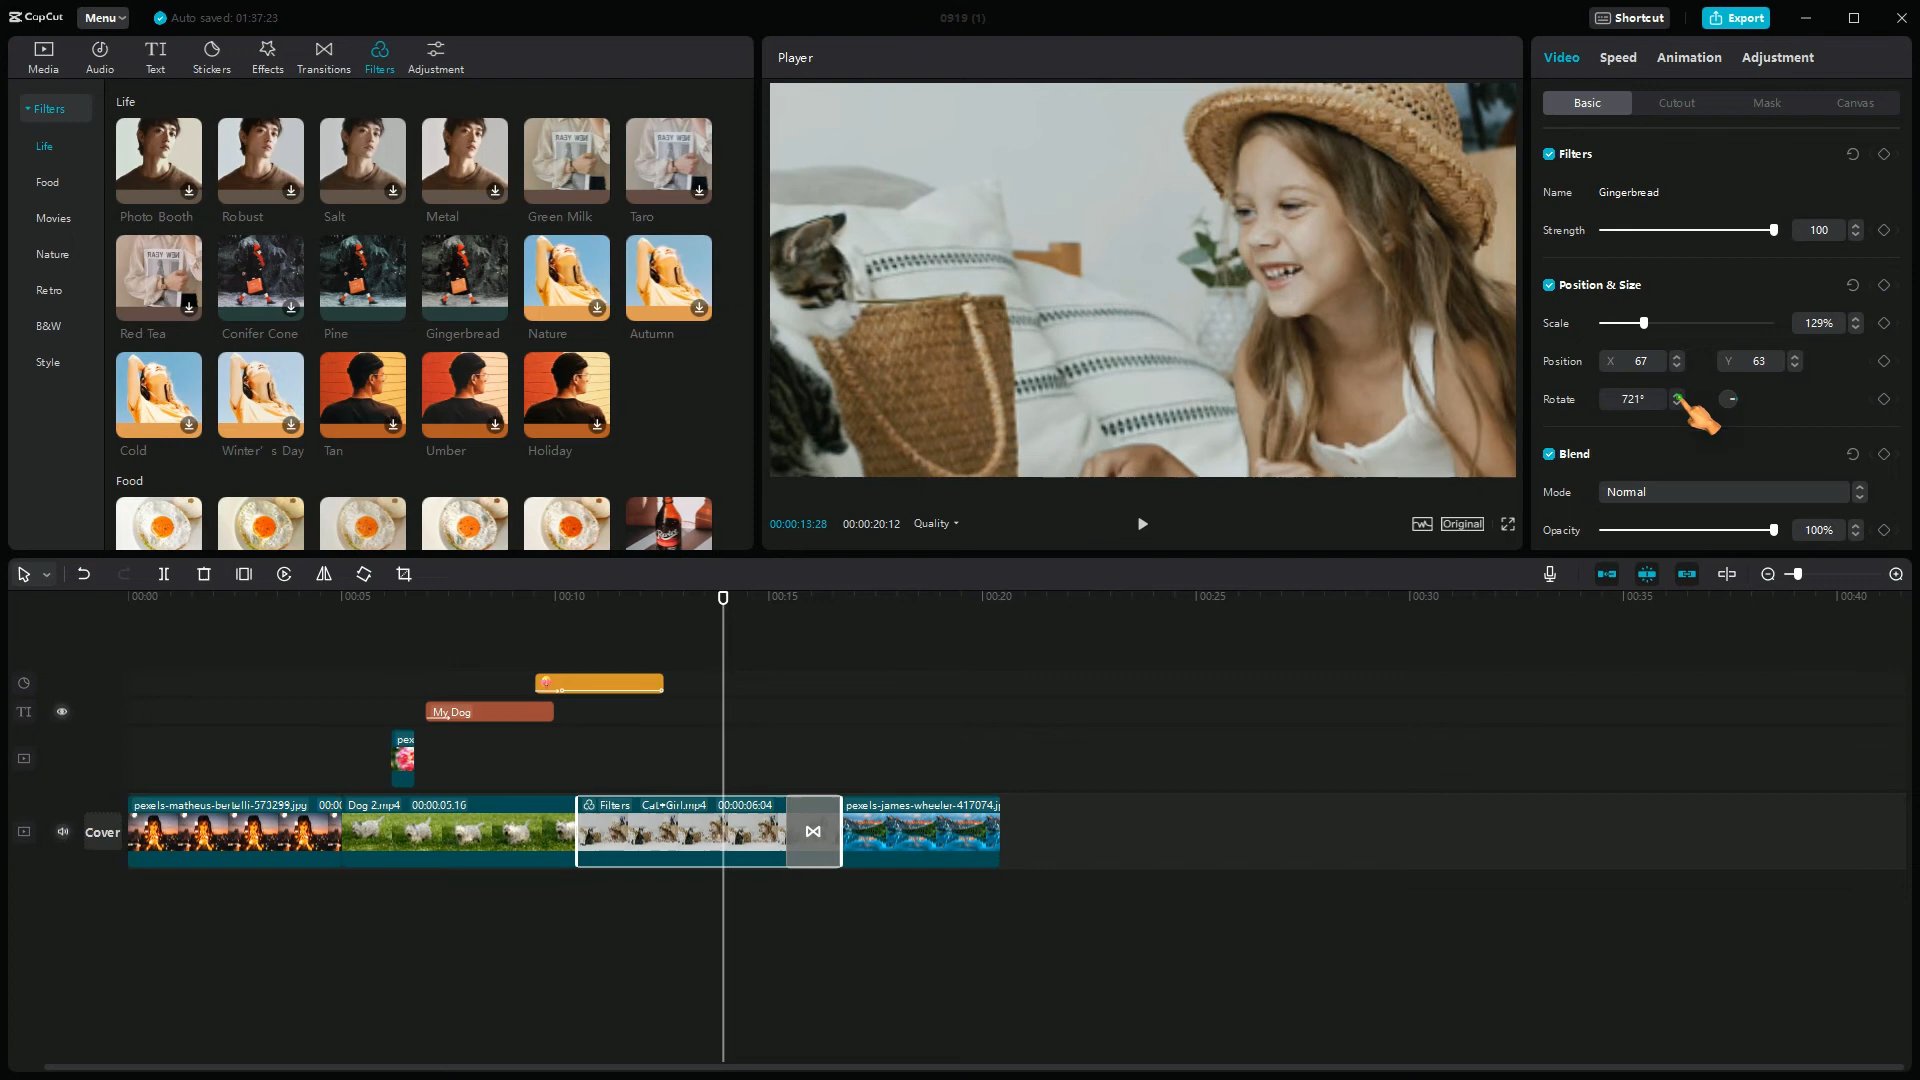 CapCut
Menu
Auto saved: 01:37:23
0919 (1)
Shortcut
Export
Media
Audio
TI
Text
Stickers
Effects
Transitions
Filters
Adjustment
Filters
Life
Food
Movies
Nature
Retro
B&W
Style
Life
Photo Booth
Robust
Salt
Metal
Green Milk
Taro
Red Tea
Conifer Cone
Pine
Gingerbread
Nature
Autumn
Cold
Winter's Day
Tan
Umber
Holiday
Food
Player
00:00:13:28
00:00:20:12
Quality
Original
Video
Speed
Animation
Adjustment
Basic
Cutout
Mask
Canvas
Filters
Name
Gingerbread
Strength
100
Position & Size
Scale
129%
Position
X 67
Y 63
Rotate
721°
Blend
Mode
Normal
Opacity
100%
00:00
00:05
00:10
00:15
00:20
00:25
00:30
00:35
00:40
TI
My Dog
pex
Cover
pexels-matheus-bertelli-573299.jpg 00:00
Dog 2.mp4 00:00:05:16
Filters Cat+Girl.mp4 00:00:06:04
pexels-james-wheeler-417074.j